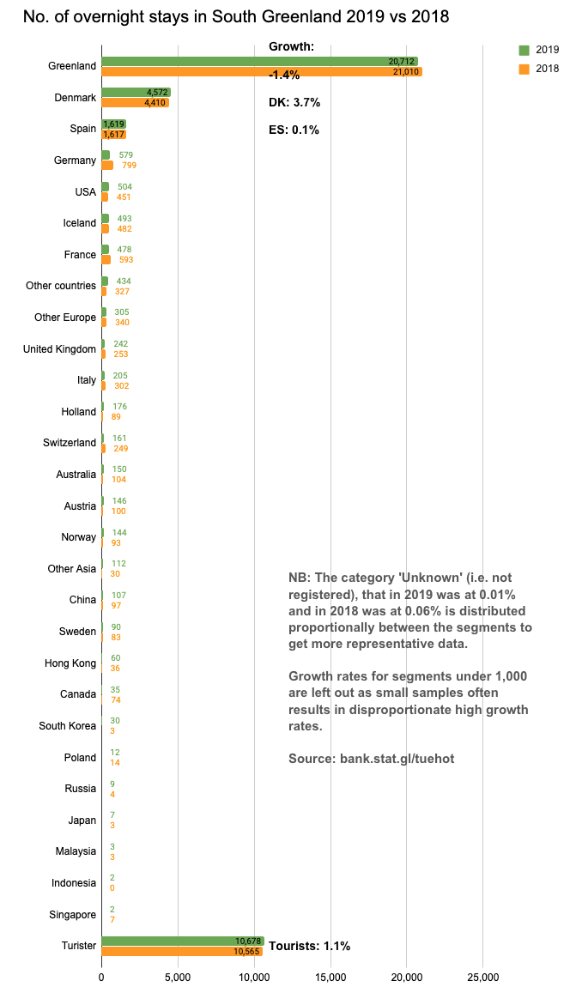 No. of overnight stays in South Greenland 2019 vs 2018
Growth:
2019
2018
Greenland
20,712
21,010
-1.4%
Denmark
4,572
4,410
DK: 3.7%
Spain
1,619
1,617
ES: 0.1%
Germany
579
799
USA
504
451
Iceland
493
482
France
478
593
Other countries
434
327
Other Europe
305
340
United Kingdom
242
253
Italy
205
302
Holland
176
89
Switzerland
161
249
Australia
150
104
Austria
146
100
Norway
144
93
Other Asia
112
30
China
107
97
Sweden
90
83
Hong Kong
60
36
Canada
35
74
South Korea
30
3
Poland
12
14
Russia
9
4
Japan
7
3
Malaysia
3
3
Indonesia
2
0
Singapore
2
7
NB: The category 'Unknown' (i.e. not
registered), that in 2019 was at 0.01%
and in 2018 was at 0.06% is distributed
proportionally between the segments to
get more representative data.
Growth rates for segments under 1,000
are left out as small samples often
results in disproportionate high growth
rates.
Source: bank.stat.gl/tuehot
Turister
10,678
10,565
Tourists: 1.1%
0
5,000
10,000
15,000
20,000
25,000